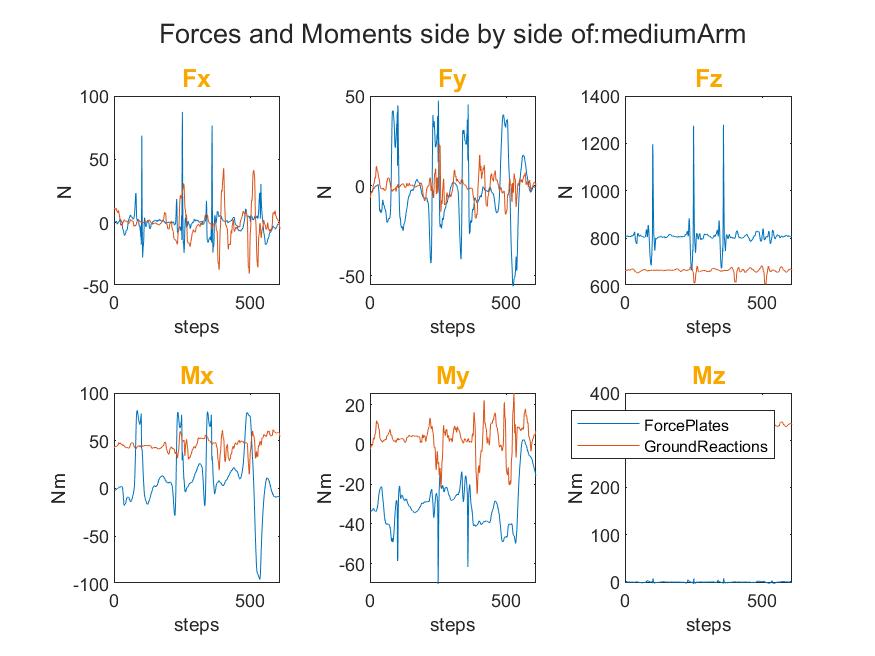 Forces and Moments side by side of:mediumArm
Fx
100
50
0
-50
N
0
500
steps
Fy
50
0
-50
N
0
500
steps
Fz
1400
1200
1000
800
600
N
0
500
steps
Mx
100
50
0
-50
-100
Nm
0
500
steps
My
20
0
-20
-40
-60
Nm
0
500
steps
Mz
400
ForcePlates
GroundReactions
200
100
0
Nm
0
500
steps